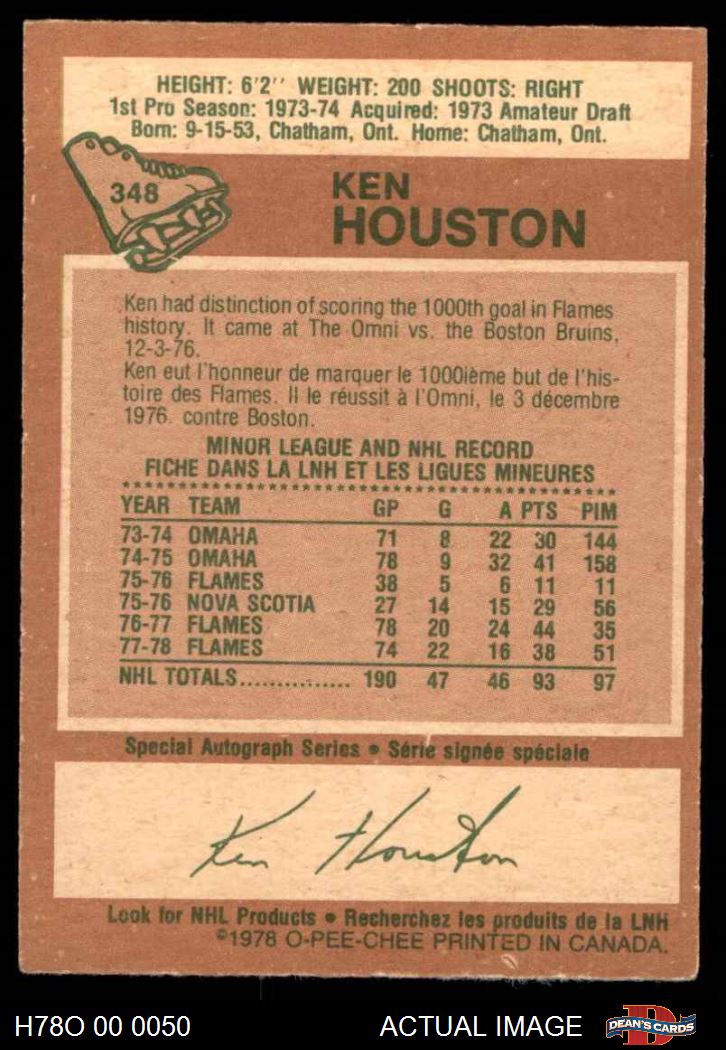 HEIGHT: 6'2'' WEIGHT: 200 SHOOTS: RIGHT
1st Pro Season: 1973-74 Acquired: 1973 Amateur Draft
Born: 9-15-53, Chatham, Ont. Home: Chatham, Ont.
348
KEN
HOUSTON
Ken had distinction of scoring the 1000th goal in Flames
history. It came at The Omni vs. the Boston Bruins,
12-3-76.
Ken eut l'honneur de marquer le 1000ième but de l'his-
toire des Flames. Il le réussit à l'Omni, le 3 décembre
1976. contre Boston.
MINOR LEAGUE AND NHL RECORD
FICHE DANS LA LNH ET LES LIGUES MINEURES
YEAR TEAM GP G A PTS PIM
73-74 OMAHA 71 8 22 30 144
74-75 OMAHA 78 9 32 41 158
75-76 FLAMES 38 5 6 11 11
75-76 NOVA SCOTIA 27 14 15 29 56
76-77 FLAMES 78 20 24 44 35
77-78 FLAMES 74 22 16 38 51
NHL TOTALS............... 190 47 46 93 97
Special Autograph Series • Série signée spéciale
Ken Houston
Look for NHL Products • Recherchez les produits de la LNH
©1978 O-PEE-CHEE PRINTED IN CANADA.
H78O 00 0050 ACTUAL IMAGE D DEAN'S CARDS